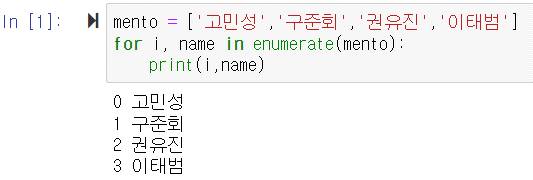 In [1]:
mento = ['고민성','구준회','권유진','이태범']
for i, name in enumerate(mento):
    print(i,name)
0 고민성
1 구준회
2 권유진
3 이태범